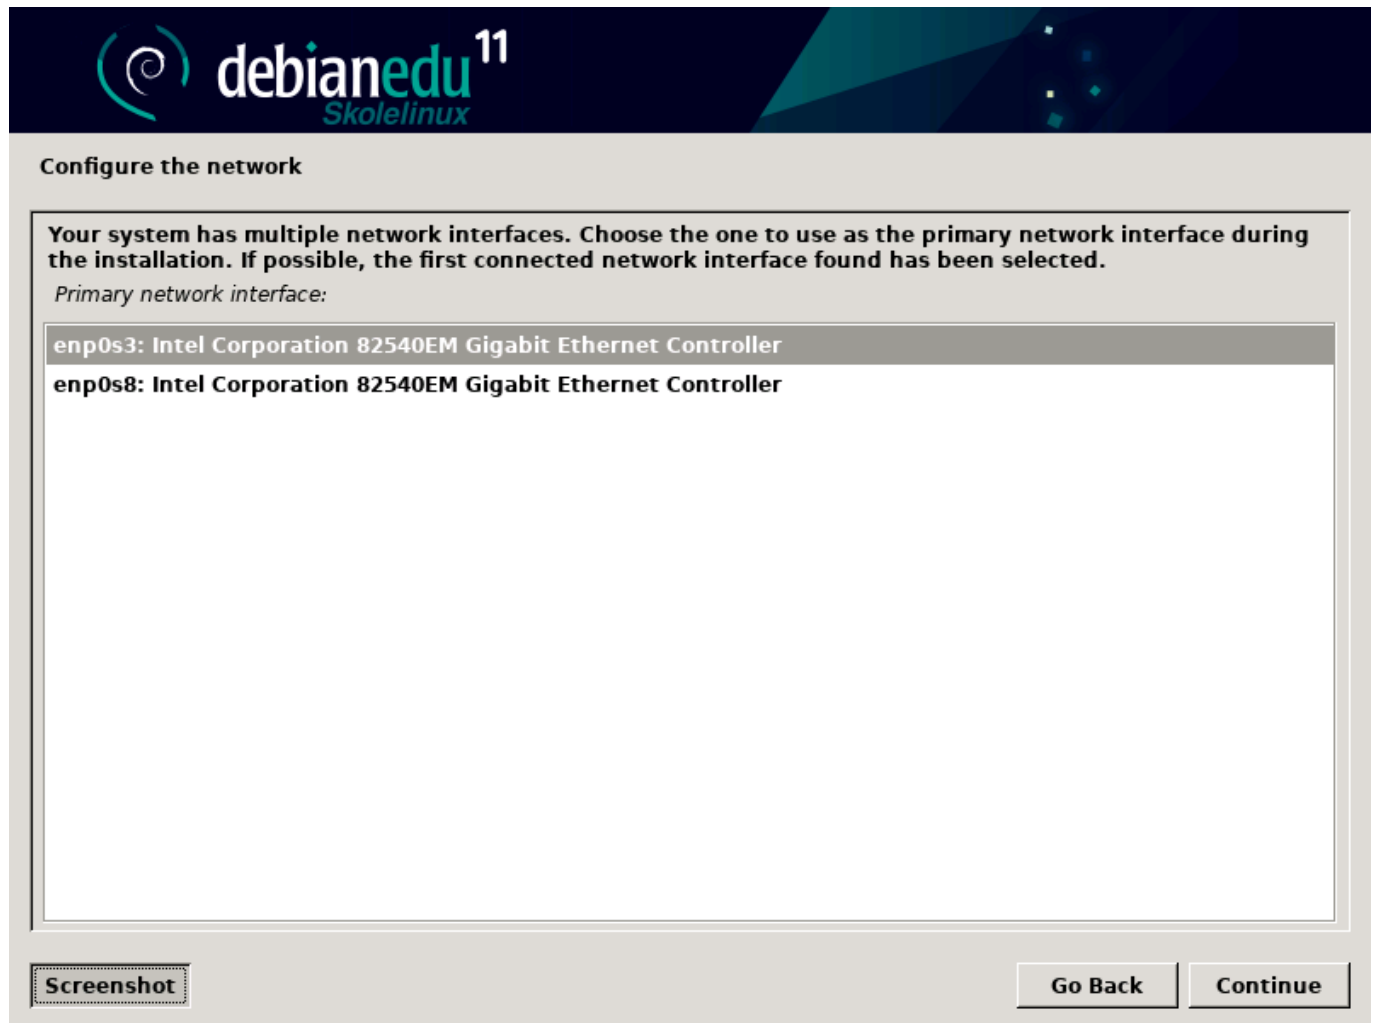 debianedu 11
Skolelinux
Configure the network
Your system has multiple network interfaces. Choose the one to use as the primary network interface during
the installation. If possible, the first connected network interface found has been selected.
Primary network interface:
enp0s3: Intel Corporation 82540EM Gigabit Ethernet Controller
enp0s8: Intel Corporation 82540EM Gigabit Ethernet Controller
Screenshot
Go Back
Continue